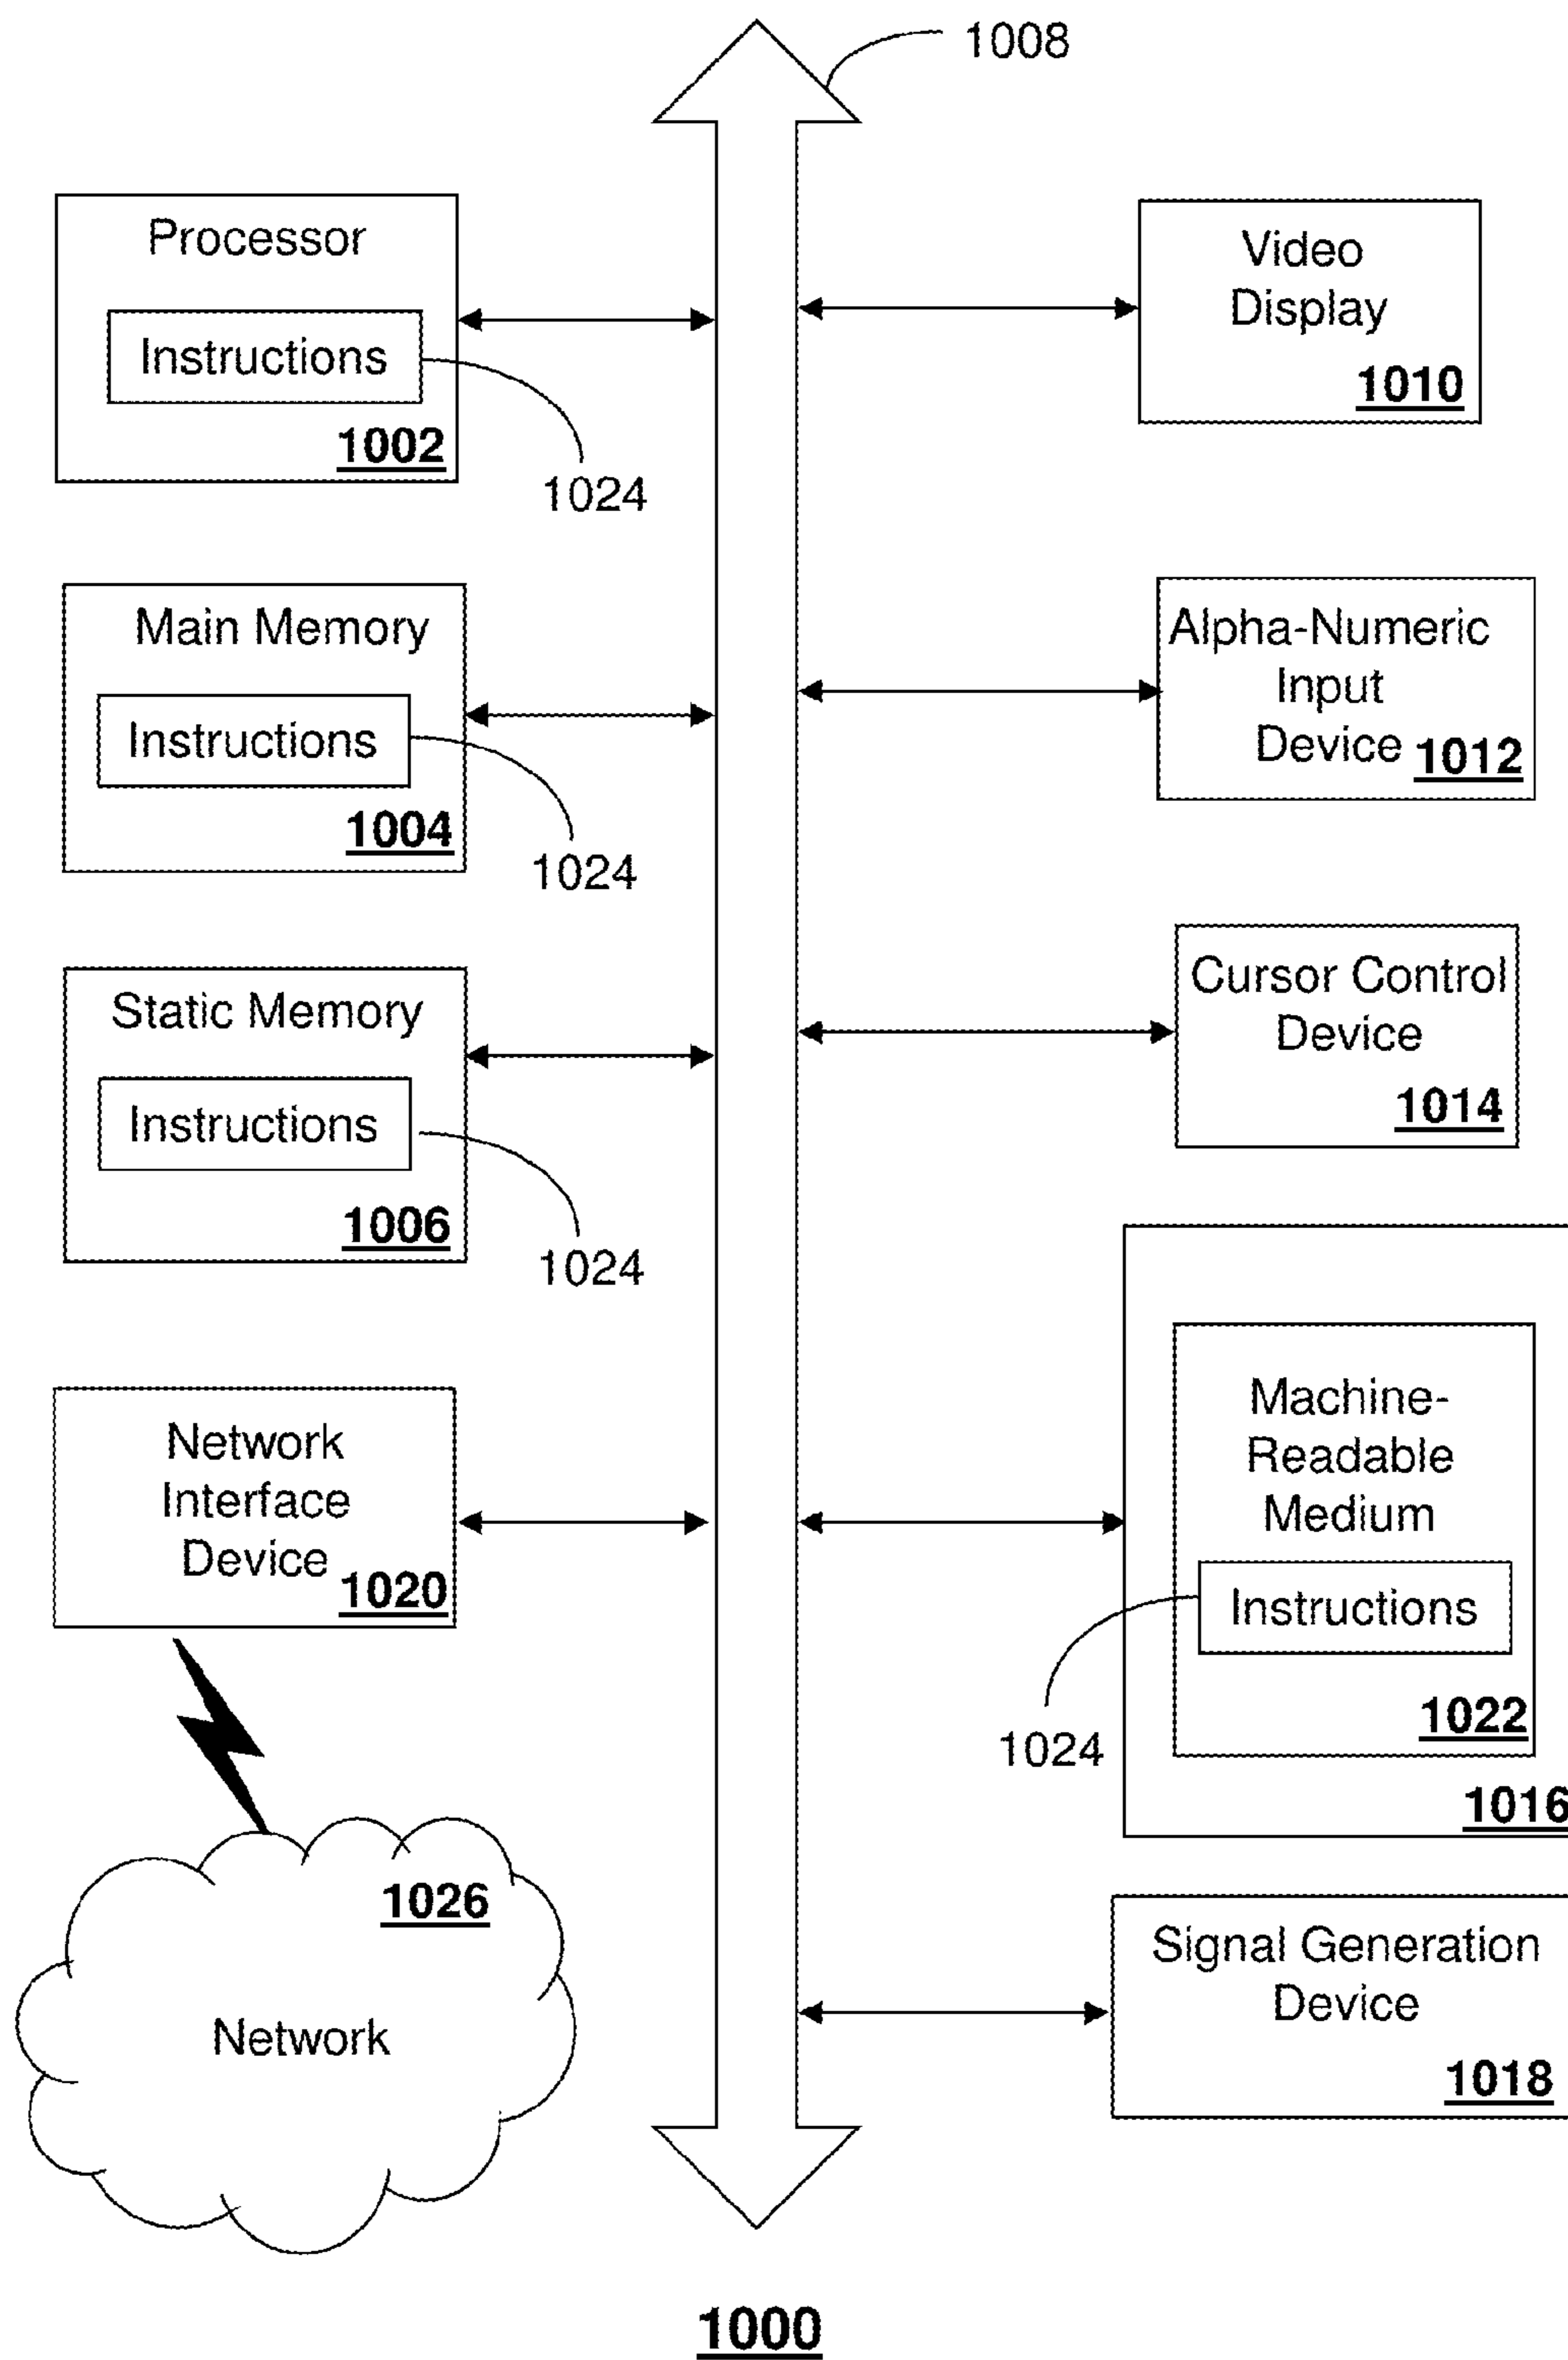 1008
Processor
Instructions
1002
1024
Main Memory
Instructions
1004
1024
Static Memory
Instructions
1006
1024
Network
Interface
Device
1020
1026
Network
Video
Display
1010
Alpha-Numeric
Input
Device
1012
Cursor Control
Device
1014
Machine-
Readable
Medium
Instructions
1024
1022
1016
Signal Generation
Device
1018
1000